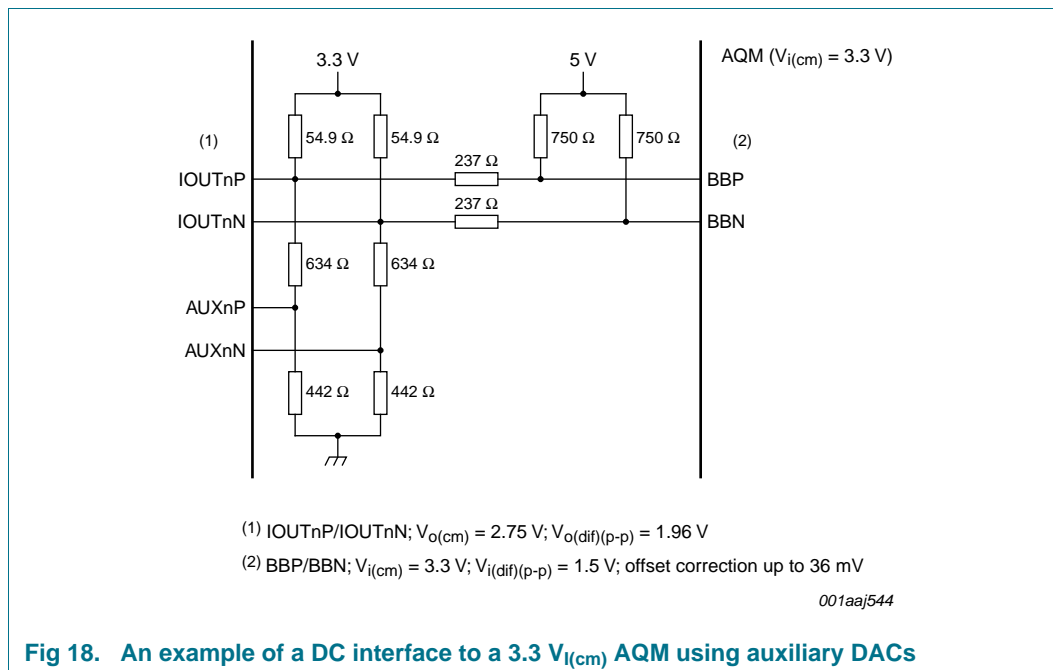 3.3 V
5 V
AQM (Vi(cm) = 3.3 V)
(1)
54.9 Ω
54.9 Ω
750 Ω
750 Ω
(2)
237 Ω
IOUTnP
BBP
237 Ω
IOUTnN
BBN
634 Ω
634 Ω
AUXnP
AUXnN
442 Ω
442 Ω
(1) IOUTnP/IOUTnN; Vo(cm) = 2.75 V; Vo(dif)(p-p) = 1.96 V
(2) BBP/BBN; Vi(cm) = 3.3 V; Vi(dif)(p-p) = 1.5 V; offset correction up to 36 mV
001aaj544
Fig 18. An example of a DC interface to a 3.3 VI(cm) AQM using auxiliary DACs